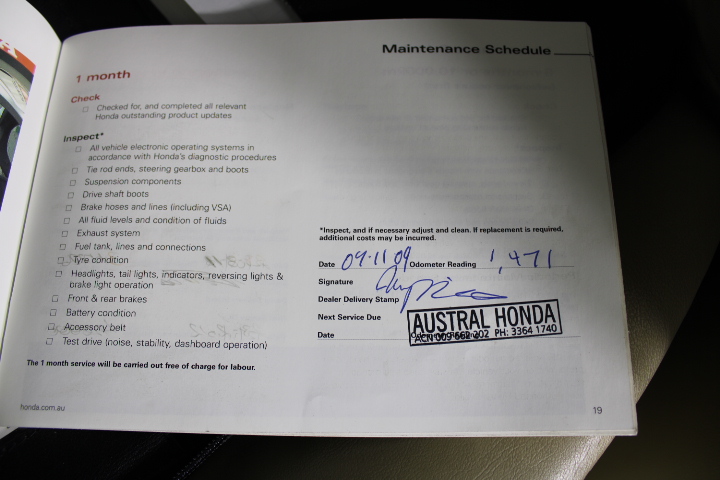 Maintenance Schedule
1 month
Check
Checked for, and completed all relevant
Honda outstanding product updates
Inspect*
All vehicle electronic operating systems in
accordance with Honda's diagnostic procedures
Tie rod ends, steering gearbox and boots
Suspension components
Drive shaft boots
Brake hoses and lines (including VSA)
All fluid levels and condition of fluids
Exhaust system
Fuel tank, lines and connections
Tyre condition
Headlights, tail lights, indicators, reversing lights &
brake light operation
Front & rear brakes
Battery condition
Accessory belt
Test drive (noise, stability, dashboard operation)
The 1 month service will be carried out free of charge for labour.
*Inspect, and if necessary adjust and clean. If replacement is required,
additional costs may be incurred.
Date 09.11.09 Odometer Reading 1,471
Signature
Dealer Delivery Stamp
Next Service Due
AUSTRAL HONDA
ACN 009 662 202 PH: 3364 1740
Date
honda.com.au
19